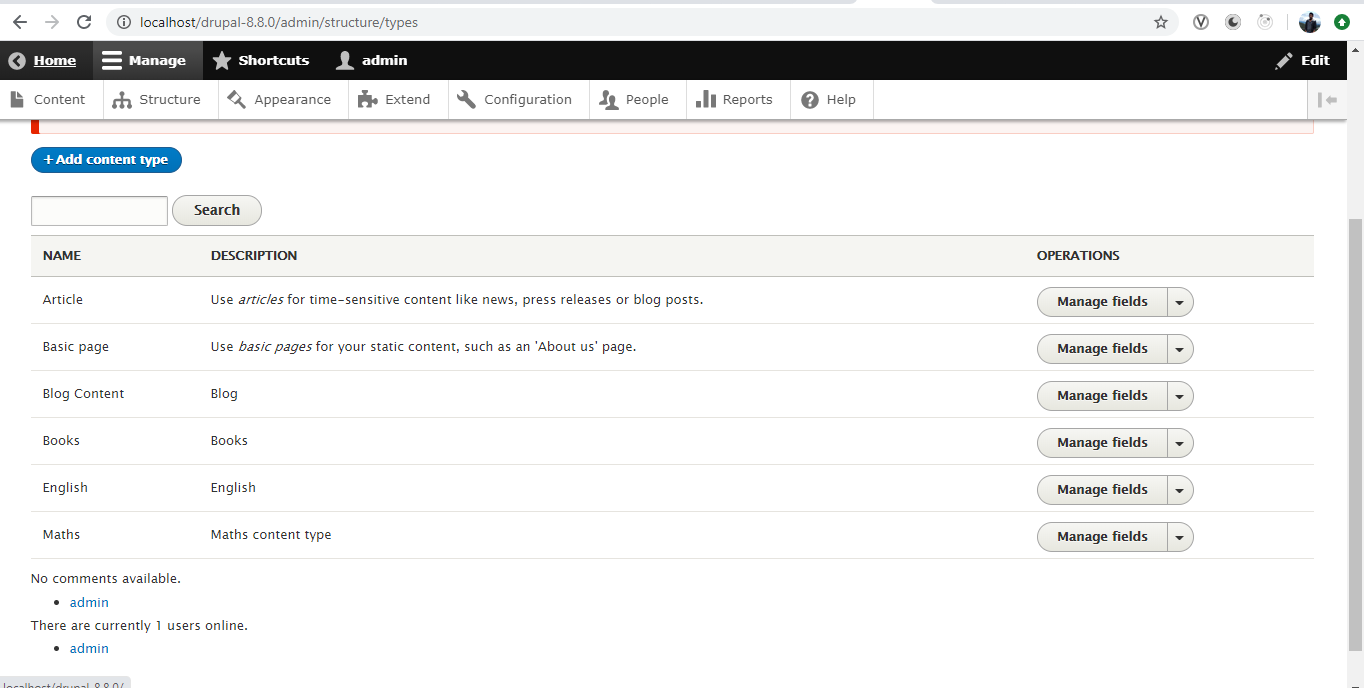 localhost/drupal-8.8.0/admin/structure/types
Home Manage Shortcuts admin Edit
Content Structure Appearance Extend Configuration People Reports Help
+ Add content type
Search
NAME DESCRIPTION OPERATIONS
Article Use articles for time-sensitive content like news, press releases or blog posts. Manage fields
Basic page Use basic pages for your static content, such as an 'About us' page. Manage fields
Blog Content Blog Manage fields
Books Books Manage fields
English English Manage fields
Maths Maths content type Manage fields
No comments available.
• admin
There are currently 1 users online.
• admin
localhost/drupal-8.8.0/